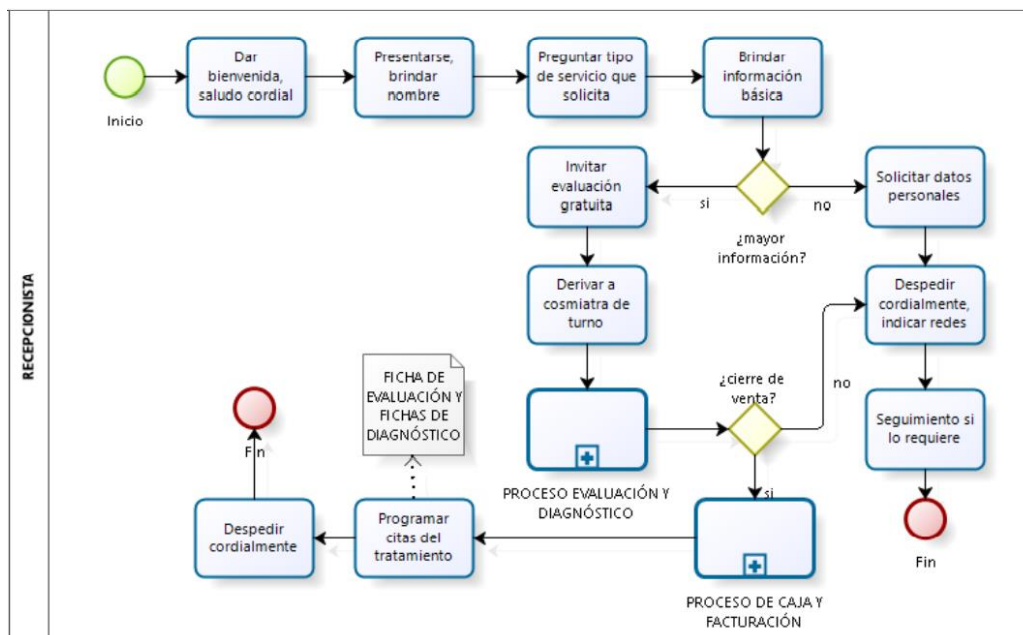 RECEPCIONISTA
Inicio
Dar
bienvenida,
saludo cordial
Presentarse,
brindar
nombre
Preguntar tipo
de servicio que
solicita
Brindar
información
básica
¿mayor
información?
si
no
Invitar
evaluación
gratuita
Solicitar datos
personales
Derivar a
cosmiatra de
turno
Despedir
cordialmente,
indicar redes
PROCESO EVALUACIÓN Y
DIAGNÓSTICO
¿cierre de
venta?
no
si
Seguimiento si
lo requiere
Fin
PROCESO DE CAJA Y
FACTURACIÓN
Programar
citas del
tratamiento
FICHA DE
EVALUACIÓN Y
FICHAS DE
DIAGNÓSTICO
Despedir
cordialmente
Fin